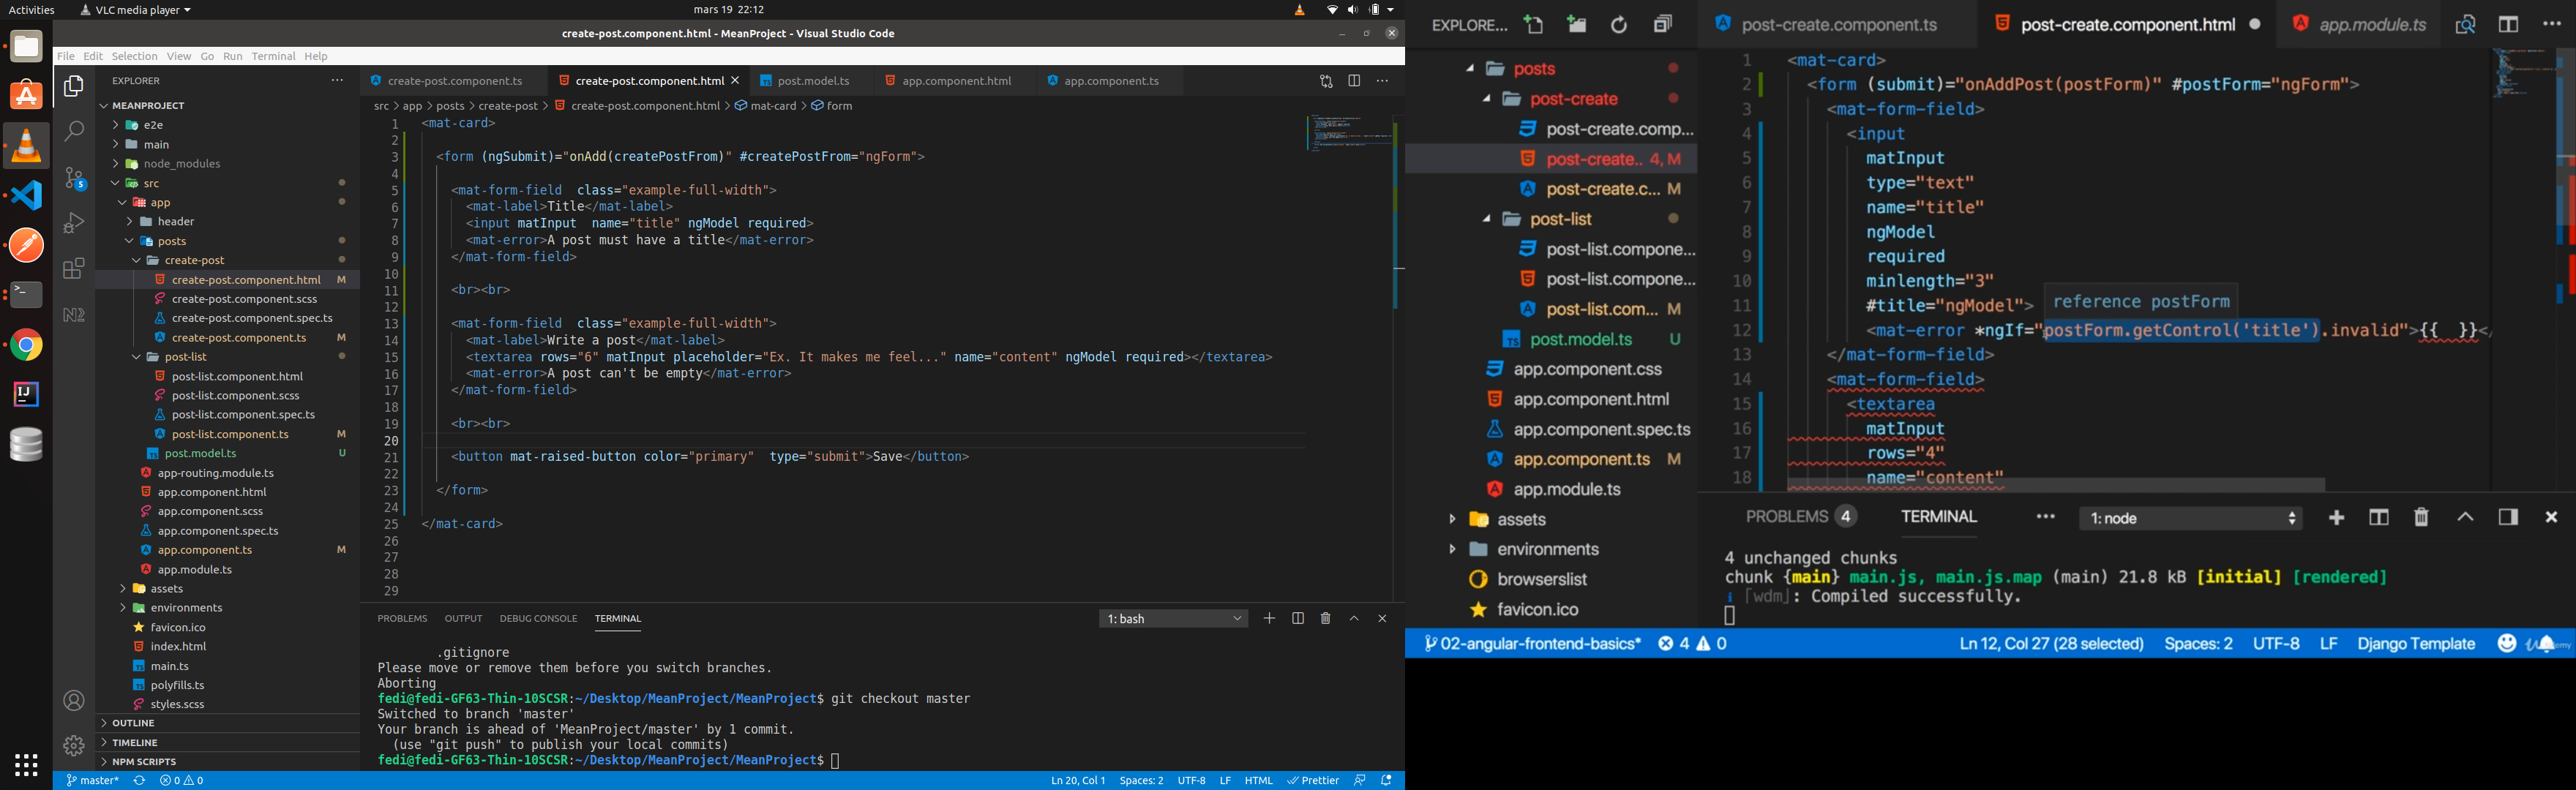 Activities
VLC media player
mars 19 22:12
create-post.component.html - MeanProject - Visual Studio Code
File Edit Selection View Go Run Terminal Help
EXPLORER
MEANPROJECT
e2e
main
node_modules
src
app
header
posts
create-post
create-post.component.html M
create-post.component.scss
create-post.component.spec.ts
create-post.component.ts M
post-list
post-list.component.html
post-list.component.scss
post-list.component.spec.ts
post-list.component.ts M
post.model.ts U
app-routing.module.ts
app.component.html
app.component.scss
app.component.spec.ts
app.component.ts M
app.module.ts
assets
environments
favicon.ico
index.html
main.ts
polyfills.ts
styles.scss
OUTLINE
TIMELINE
NPM SCRIPTS
create-post.component.ts
create-post.component.html
post.model.ts
app.component.html
app.component.ts
src > app > posts > create-post > create-post.component.html > mat-card > form
1 <mat-card>
2
3 <form (ngSubmit)="onAdd(createPostFrom)" #createPostFrom="ngForm">
4
5 <mat-form-field  class="example-full-width">
6 <mat-label>Title</mat-label>
7 <input matInput  name="title" ngModel required>
8 <mat-error>A post must have a title</mat-error>
9 </mat-form-field>
10
11 <br><br>
12
13 <mat-form-field  class="example-full-width">
14 <mat-label>Write a post</mat-label>
15 <textarea rows="6" matInput placeholder="Ex. It makes me feel..." name="content" ngModel required></textarea>
16 <mat-error>A post can't be empty</mat-error>
17 </mat-form-field>
18
19 <br><br>
20
21 <button mat-raised-button color="primary"  type="submit">Save</button>
22
23 </form>
24
25 </mat-card>
26
27
28
29
PROBLEMS OUTPUT DEBUG CONSOLE TERMINAL
1: bash
.gitignore
Please move or remove them before you switch branches.
Aborting
fedi@fedi-GF63-Thin-10SCSR:~/Desktop/MeanProject/MeanProject$ git checkout master
Switched to branch 'master'
Your branch is ahead of 'MeanProject/master' by 1 commit.
(use "git push" to publish your local commits)
fedi@fedi-GF63-Thin-10SCSR:~/Desktop/MeanProject/MeanProject$
5
master* 0 0
Ln 20, Col 1 Spaces: 2 UTF-8 LF HTML Prettier
EXPLORE...
posts
post-create
post-create.comp...
post-create.. 4, M
post-create.c... M
post-list
post-list.compone...
post-list.compone...
post-list.com... M
post.model.ts U
app.component.css
app.component.html
app.component.spec.ts
app.component.ts M
app.module.ts
assets
environments
browserslist
favicon.ico
post-create.component.ts
post-create.component.html
app.module.ts
1 <mat-card>
2 <form (submit)="onAddPost(postForm)" #postForm="ngForm">
3 <mat-form-field>
4 <input
5 matInput
6 type="text"
7 name="title"
8 ngModel
9 required
10 minlength="3"
11 #title="ngModel">
reference postForm
12 <mat-error *ngIf="postForm.getControl('title').invalid">{{  }}</
13 </mat-form-field>
14 <mat-form-field>
15 <textarea
16 matInput
17 rows="4"
18 name="content"
PROBLEMS 4 TERMINAL
1: node
4 unchanged chunks
chunk {main} main.js, main.js.map (main) 21.8 kB [initial] [rendered]
i ｢wdm｣: Compiled successfully.
02-angular-frontend-basics* 4 0
Ln 12, Col 27 (28 selected) Spaces: 2 UTF-8 LF Django Template